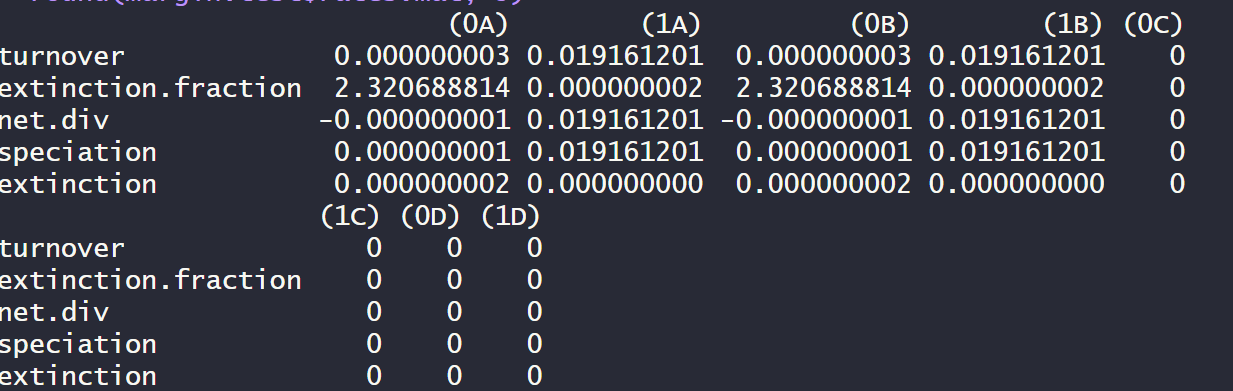 (0A) (1A) (0B) (1B) (0C)
turnover 0.000000003 0.019161201 0.000000003 0.019161201 0
extinction.fraction 2.320688814 0.000000002 2.320688814 0.000000002 0
net.div -0.000000001 0.019161201 -0.000000001 0.019161201 0
speciation 0.000000001 0.019161201 0.000000001 0.019161201 0
extinction 0.000000002 0.000000000 0.000000002 0.000000000 0
(1C) (0D) (1D)
turnover 0 0 0
extinction.fraction 0 0 0
net.div 0 0 0
speciation 0 0 0
extinction 0 0 0